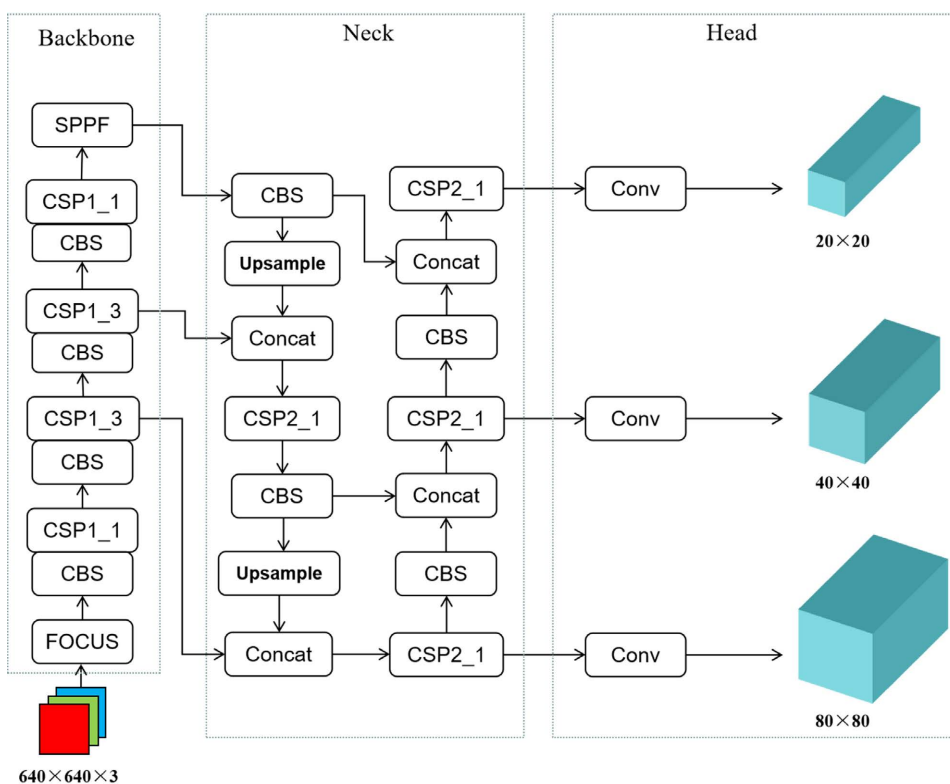 Backbone
Neck
Head
SPPF
CSP1_1
CBS
CSP1_3
CBS
CSP1_3
CBS
CSP1_1
CBS
FOCUS
640×640×3
CBS
Upsample
Concat
CSP2_1
CBS
Upsample
Concat
CSP2_1
Concat
CBS
CSP2_1
Concat
CBS
CSP2_1
Conv
20×20
Conv
40×40
Conv
80×80